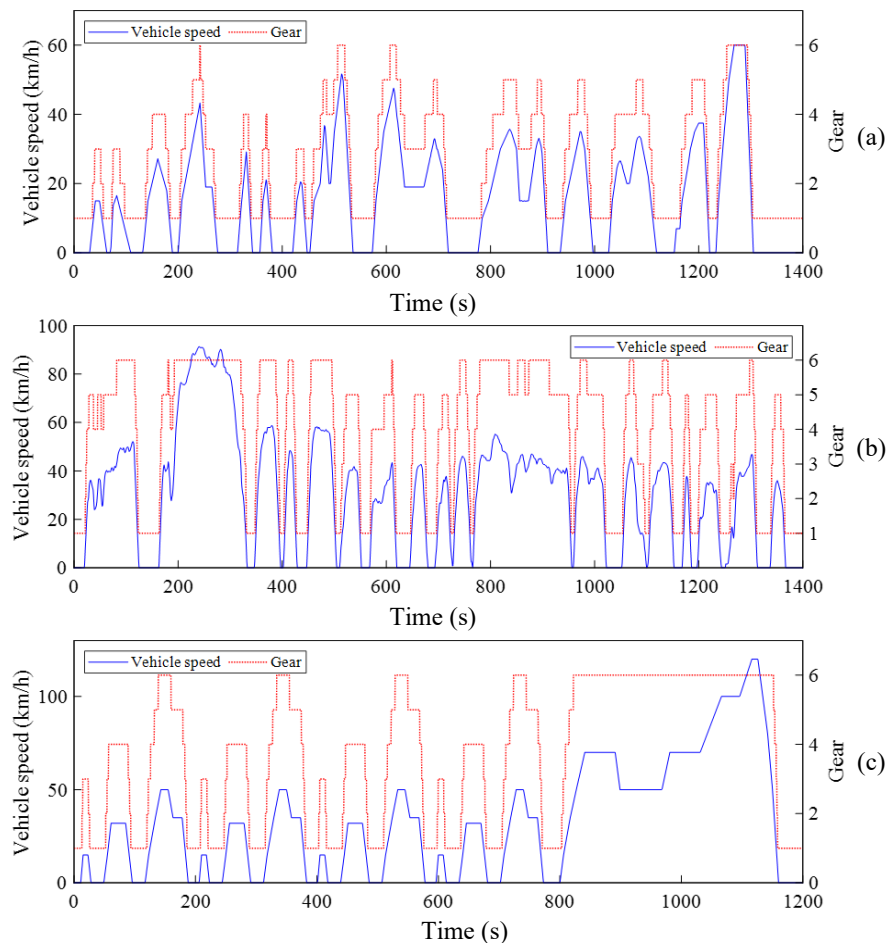 Vehicle speed Gear
Vehicle speed (km/h)
60
40
20
0
6
4
2
0
Gear
(a)
0 200 400 600 800 1000 1200 1400
Time (s)
Vehicle speed Gear
Vehicle speed (km/h)
100
80
60
40
20
0
6
5
4
3
2
1
0
Gear
(b)
0 200 400 600 800 1000 1200 1400
Time (s)
Vehicle speed Gear
Vehicle speed (km/h)
100
50
0
6
4
2
0
Gear
(c)
0 200 400 600 800 1000 1200
Time (s)